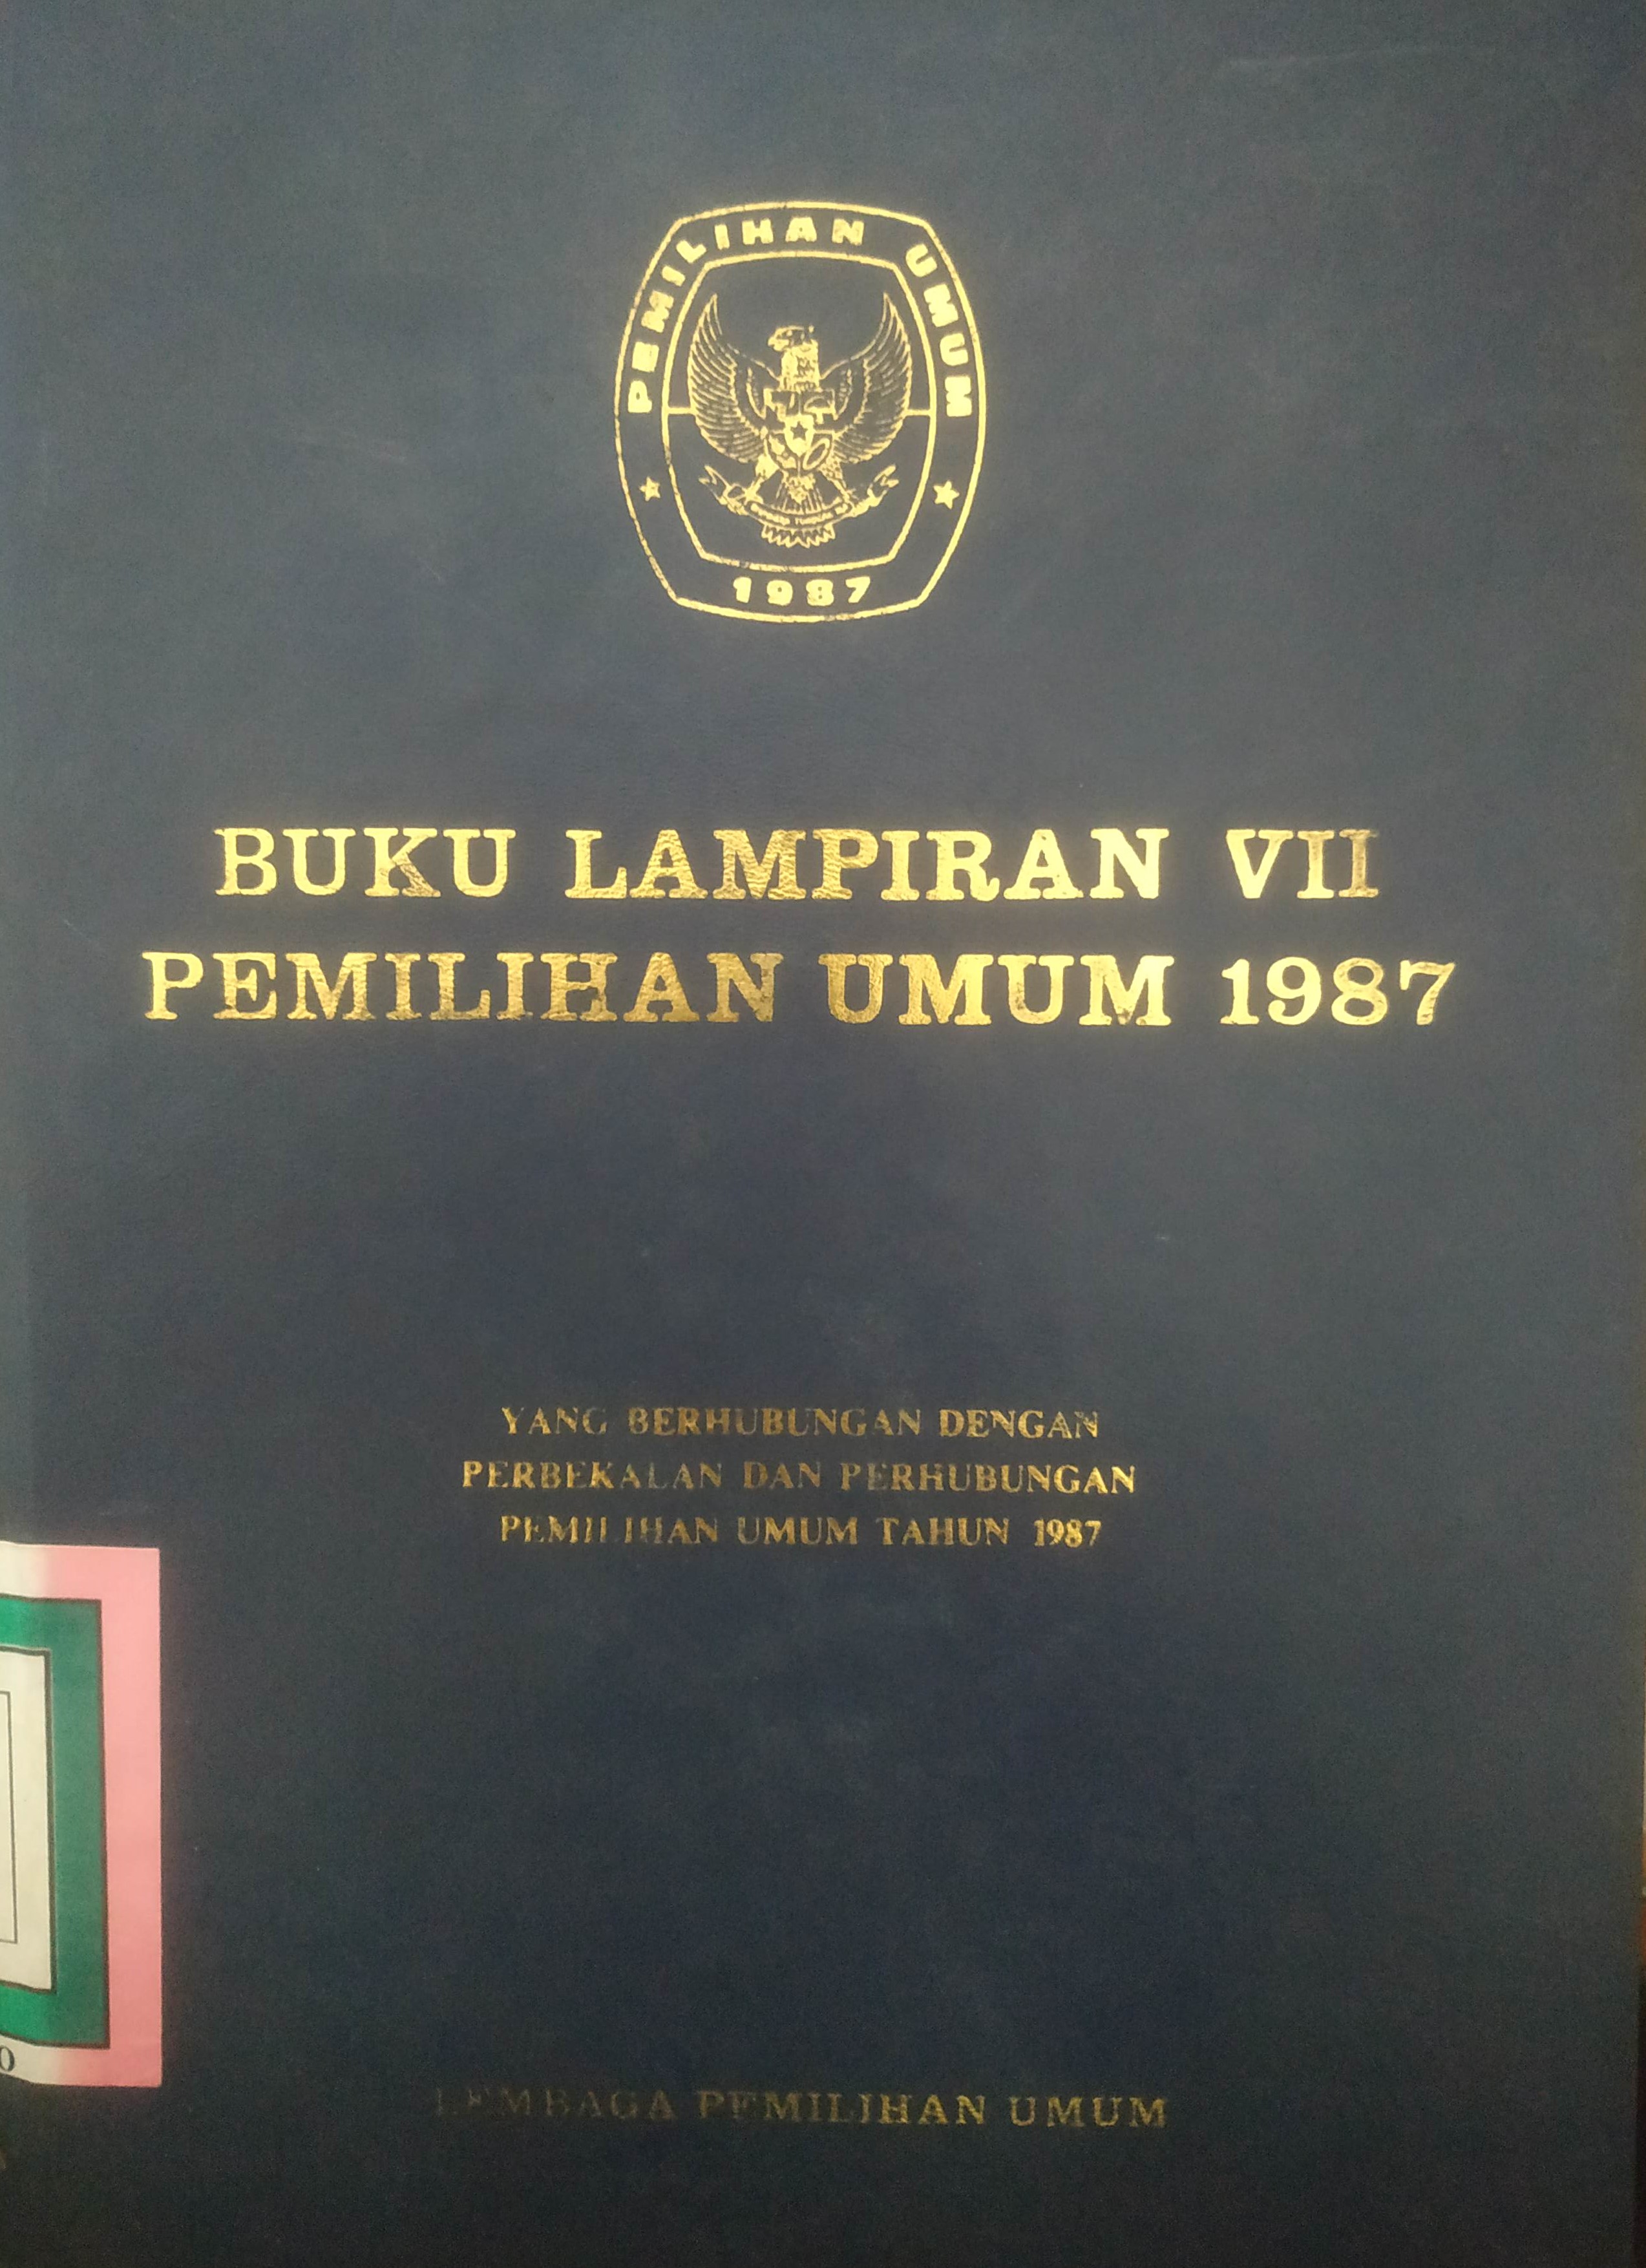 PEMILIHAN UMUM
1987
BUKU LAMPIRAN VII
PEMILIHAN UMUM 1987
YANG BERHUBUNGAN DENGAN
PERBEKALAN DAN PERHUBUNGAN
PEMILIHAN UMUM TAHUN 1987
LEMBAGA PEMILIHAN UMUM